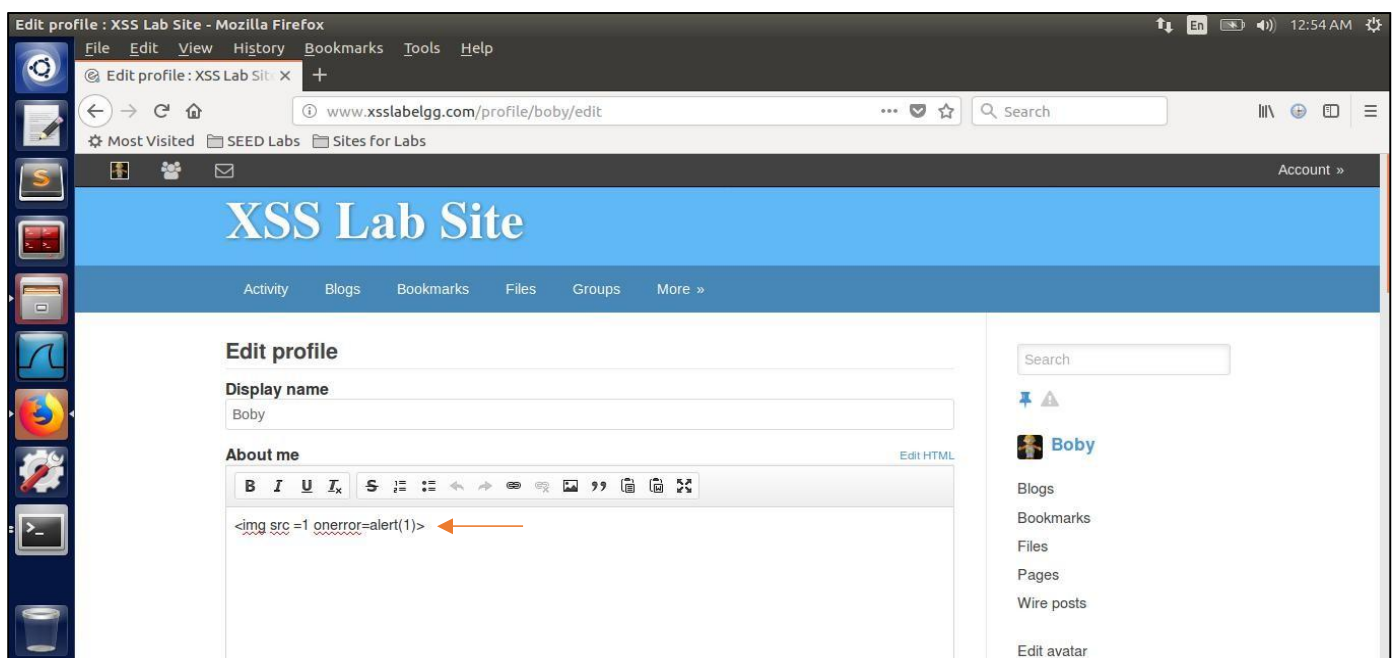 Edit profile : XSS Lab Site - Mozilla Firefox
En 12:54 AM
File Edit View History Bookmarks Tools Help
Edit profile : XSS Lab Sit
www.xsslabelgg.com/profile/boby/edit
Search
Most Visited SEED Labs Sites for Labs
Account »
XSS Lab Site
Activity Blogs Bookmarks Files Groups More »
Edit profile
Search
Display name
Boby
Boby
About me
Edit HTML
B I U Ix S
<img src =1 onerror=alert(1)>
Blogs
Bookmarks
Files
Pages
Wire posts
Edit avatar